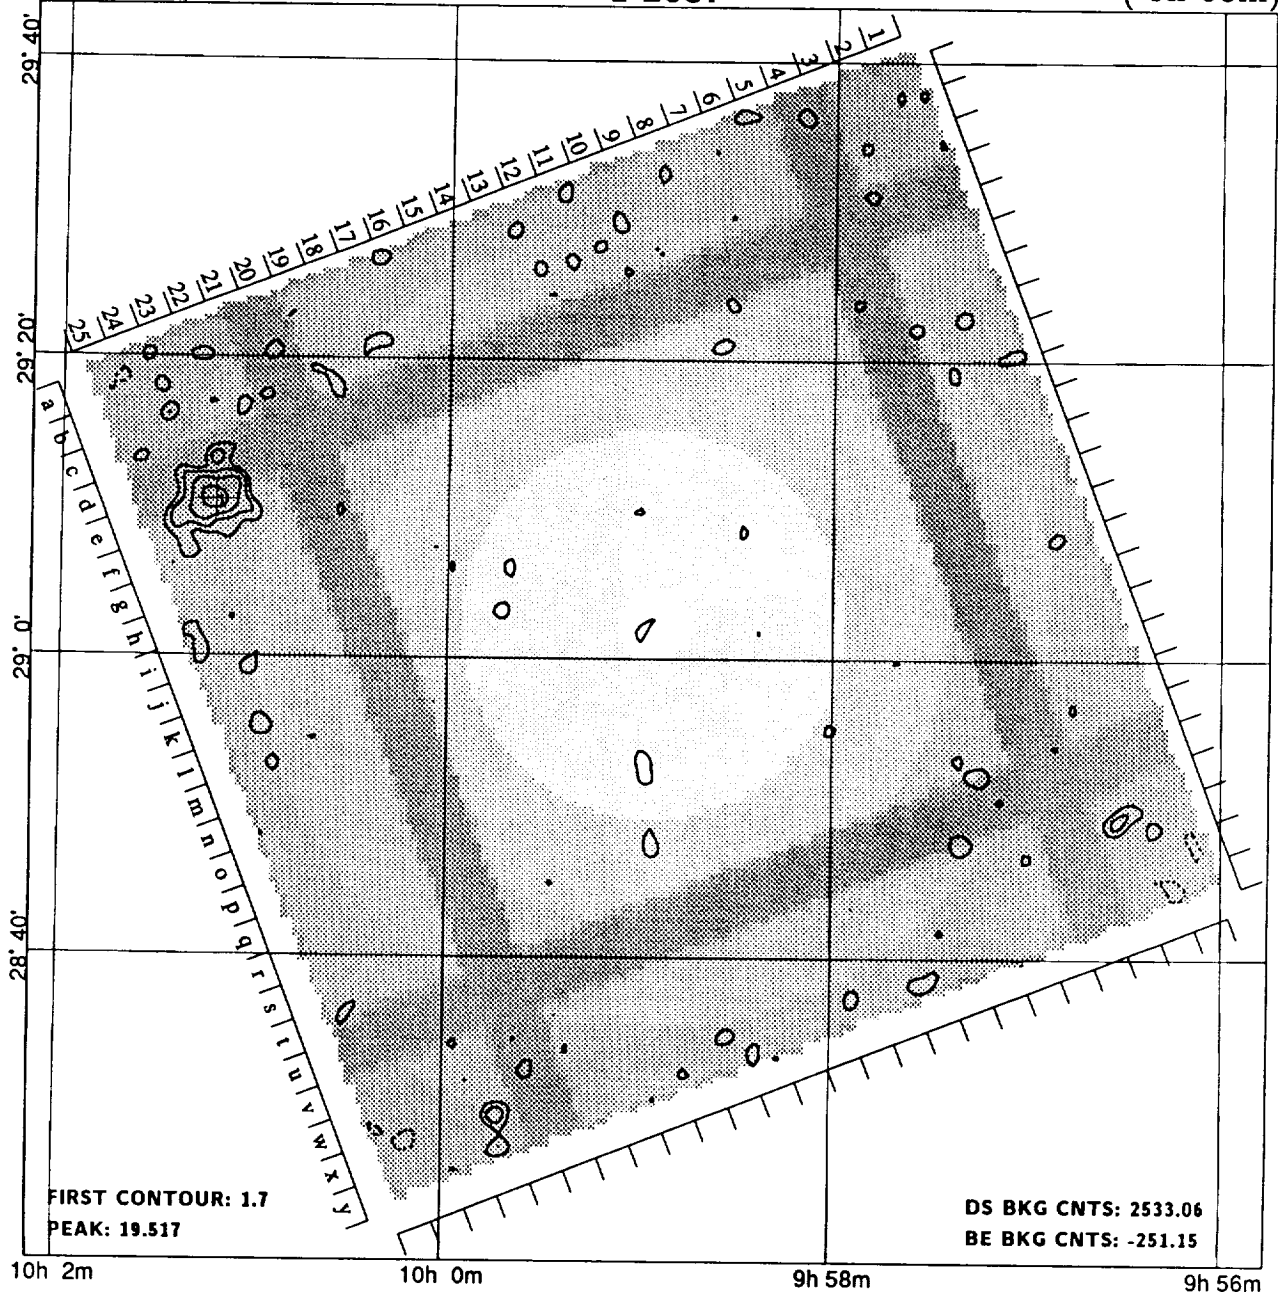 29° 40'
1
2
3
4
5
6
7
8
9
10
11
12
13
14
15
16
17
18
19
20
21
22
23
24
25
29° 20'
a
b
c
d
e
f
g
h
i
j
k
l
m
n
o
p
q
r
s
t
u
v
w
x
y
29° 0'
28° 40'
FIRST CONTOUR: 1.7
PEAK: 19.517
DS BKG CNTS: 2533.06
BE BKG CNTS: -251.15
10h 2m
10h 0m
9h 58m
9h 56m